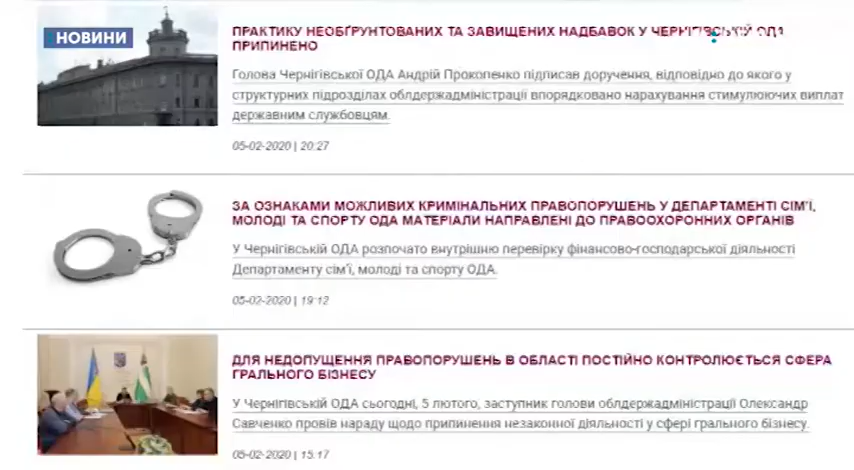 НОВИНИ
ПРАКТИКУ НЕОБҐРУНТОВАНИХ ТА ЗАВИЩЕНИХ НАДБАВОК У ЧЕРНІГІВСЬКІЙ ОДА
ПРИПИНЕНО
Голова Чернігівської ОДА Андрій Прокопенко підписав доручення, відповідно до якого у
структурних підрозділах облдержадміністрації впорядковано нарахування стимулюючих виплат
державним службовцям.
05-02-2020 | 20:27
ЗА ОЗНАКАМИ МОЖЛИВИХ КРИМІНАЛЬНИХ ПРАВОПОРУШЕНЬ У ДЕПАРТАМЕНТІ СІМ'Ї,
МОЛОДІ ТА СПОРТУ ОДА МАТЕРІАЛИ НАПРАВЛЕНІ ДО ПРАВООХОРОННИХ ОРГАНІВ
У Чернігівській ОДА розпочато внутрішню перевірку фінансово-господарської діяльності
Департаменту сім'ї, молоді та спорту ОДА.
05-02-2020 | 19:12
ДЛЯ НЕДОПУЩЕННЯ ПРАВОПОРУШЕНЬ В ОБЛАСТІ ПОСТІЙНО КОНТРОЛЮЄТЬСЯ СФЕРА
ГРАЛЬНОГО БІЗНЕСУ
У Чернігівській ОДА сьогодні, 5 лютого, заступник голови облдержадміністрації Олександр
Савченко провів нараду щодо припинення незаконної діяльності у сфері грального бізнесу.
05-02-2020 | 15:17